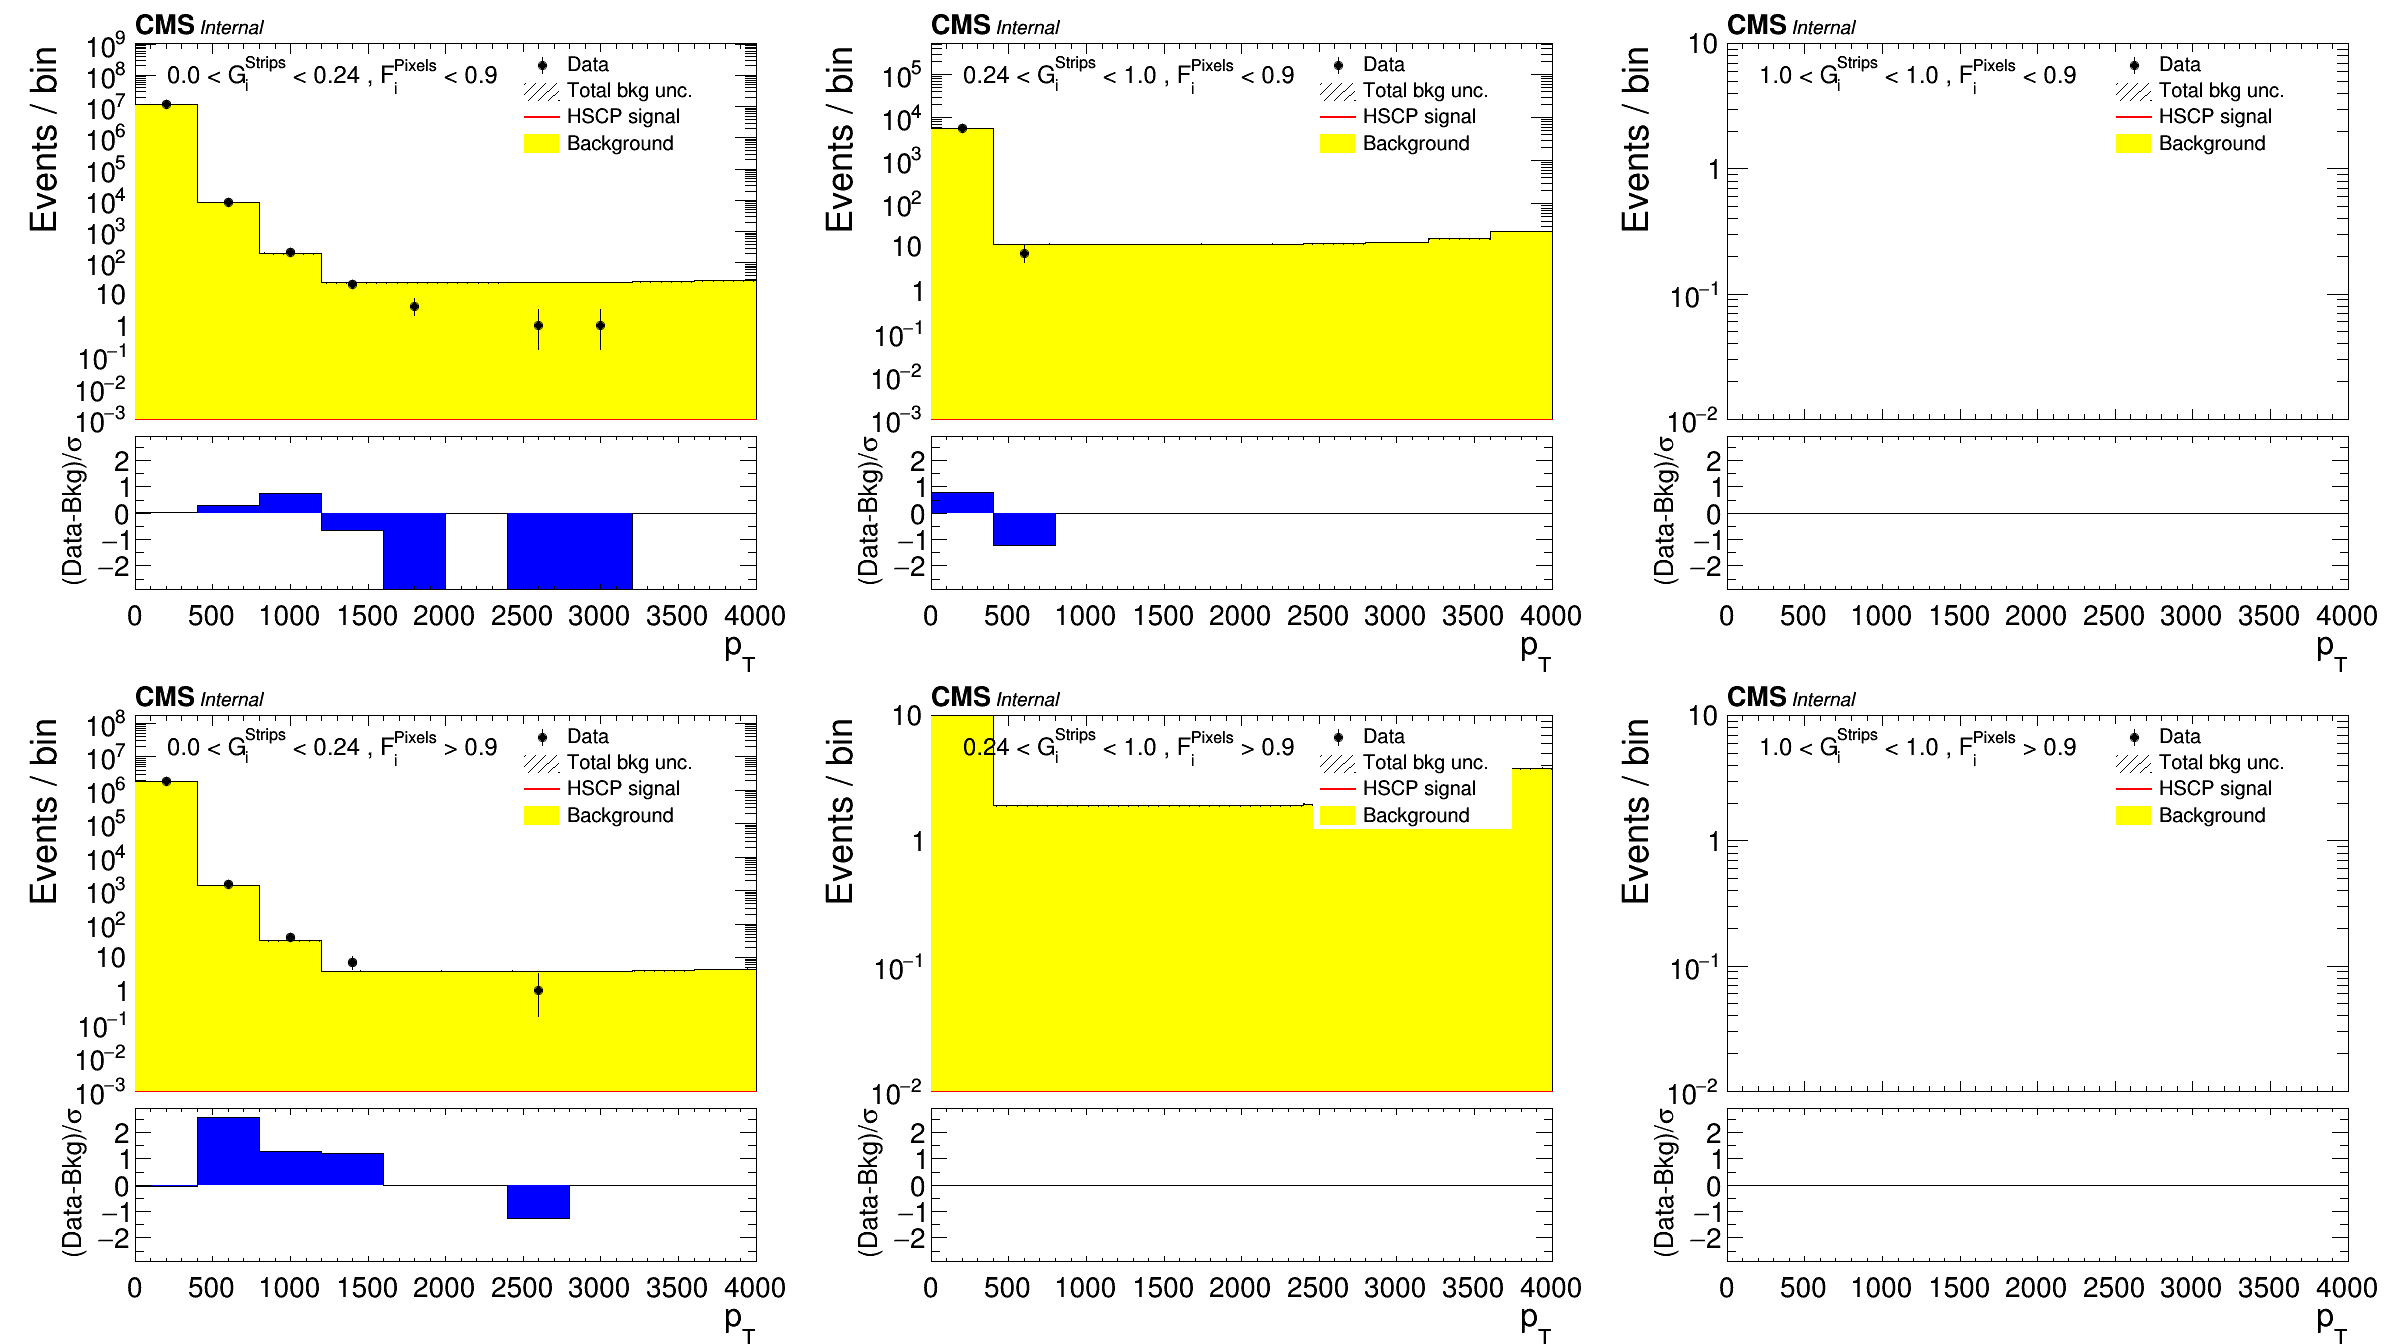 CMS Internal
Events / bin
10^9
10^8
10^7
10^6
10^5
10^4
10^3
10^2
10
1
10^−1
10^−2
10^−3
0.0 < G_i^Strips < 0.24 , F_i^Pixels < 0.9
Data
Total bkg unc.
HSCP signal
Background
(Data-Bkg)/σ
2
1
0
−1
−2
0 500 1000 1500 2000 2500 3000 3500 4000
p_T
CMS Internal
Events / bin
10^5
10^4
10^3
10^2
10
1
10^−1
10^−2
10^−3
0.24 < G_i^Strips < 1.0 , F_i^Pixels < 0.9
Data
Total bkg unc.
HSCP signal
Background
(Data-Bkg)/σ
2
1
0
−1
−2
0 500 1000 1500 2000 2500 3000 3500 4000
p_T
CMS Internal
Events / bin
10
1
10^−1
10^−2
1.0 < G_i^Strips < 1.0 , F_i^Pixels < 0.9
Data
Total bkg unc.
HSCP signal
Background
(Data-Bkg)/σ
2
1
0
−1
−2
0 500 1000 1500 2000 2500 3000 3500 4000
p_T
CMS Internal
Events / bin
10^8
10^7
10^6
10^5
10^4
10^3
10^2
10
1
10^−1
10^−2
10^−3
0.0 < G_i^Strips < 0.24 , F_i^Pixels > 0.9
Data
Total bkg unc.
HSCP signal
Background
(Data-Bkg)/σ
2
1
0
−1
−2
0 500 1000 1500 2000 2500 3000 3500 4000
p_T
CMS Internal
Events / bin
10
1
10^−1
10^−2
0.24 < G_i^Strips < 1.0 , F_i^Pixels > 0.9
Data
Total bkg unc.
HSCP signal
Background
(Data-Bkg)/σ
2
1
0
−1
−2
0 500 1000 1500 2000 2500 3000 3500 4000
p_T
CMS Internal
Events / bin
10
1
10^−1
10^−2
1.0 < G_i^Strips < 1.0 , F_i^Pixels > 0.9
Data
Total bkg unc.
HSCP signal
Background
(Data-Bkg)/σ
2
1
0
−1
−2
0 500 1000 1500 2000 2500 3000 3500 4000
p_T